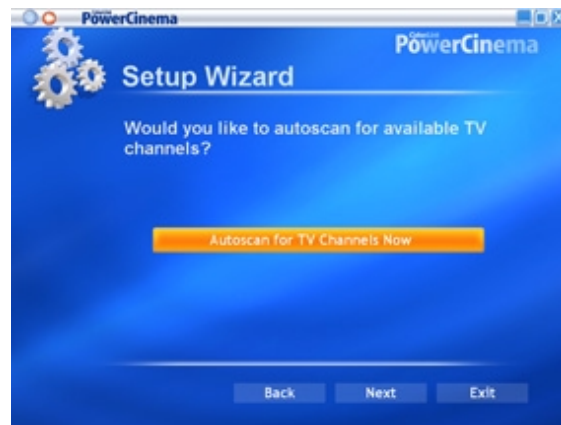 PowerCinema
CyberLink
PowerCinema
Setup Wizard
Would you like to autoscan for available TV
channels?
Autoscan for TV Channels Now
Back Next Exit